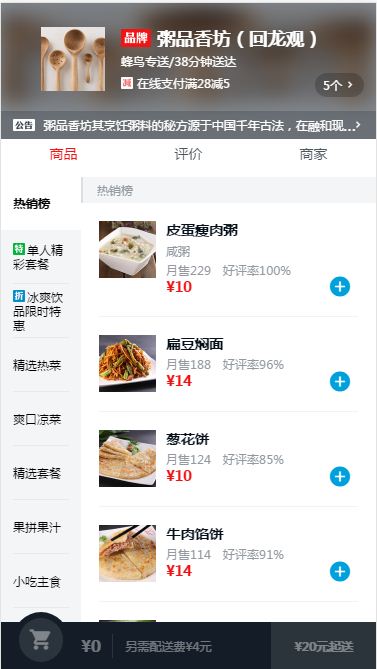 品牌 粥品香坊（回龙观）
蜂鸟专送/38分钟送达
减 在线支付满28减5
5个 >
公告 粥品香坊其烹饪粥料的秘方源于中国千年古法，在融和现... >
商品 评价 商家
热销榜
特 单人精
彩套餐
折 冰爽饮
品限时特
惠
精选热菜
爽口凉菜
精选套餐
果拼果汁
小吃主食
热销榜
皮蛋瘦肉粥
咸粥
月售229 好评率100%
¥10
扁豆焖面
月售188 好评率96%
¥14
葱花饼
月售124 好评率85%
¥10
牛肉馅饼
月售114 好评率91%
¥14
¥0 另需配送费¥4元 ¥20元起送